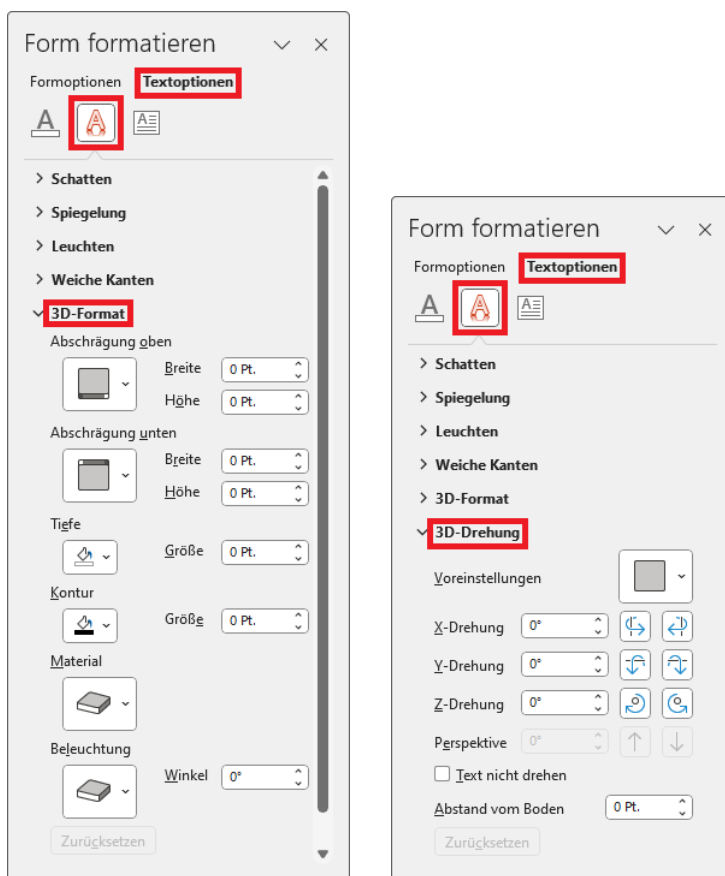 Form formatieren
Formoptionen Textoptionen
A A A
Schatten
Spiegelung
Leuchten
Weiche Kanten
3D-Format
Abschrägung oben
Breite 0 Pt.
Höhe 0 Pt.
Abschrägung unten
Breite 0 Pt.
Höhe 0 Pt.
Tiefe
Größe 0 Pt.
Kontur
Größe 0 Pt.
Material
Beleuchtung
Winkel 0°
Zurücksetzen
Form formatieren
Formoptionen Textoptionen
A A A
Schatten
Spiegelung
Leuchten
Weiche Kanten
3D-Format
3D-Drehung
Voreinstellungen
X-Drehung 0°
Y-Drehung 0°
Z-Drehung 0°
Perspektive 0°
Text nicht drehen
Abstand vom Boden 0 Pt.
Zurücksetzen